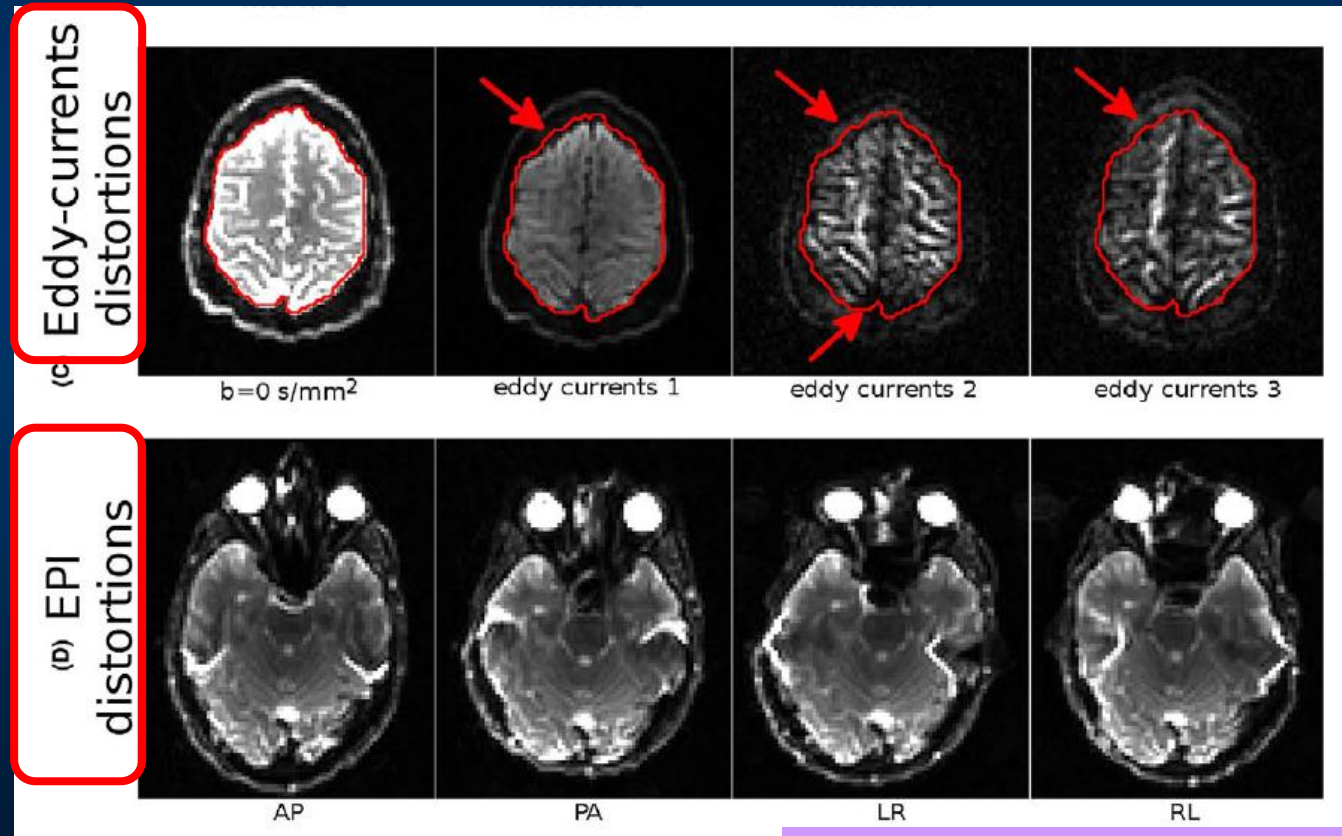 (C) Eddy-currents
distortions
b=0 s/mm²
eddy currents 1
eddy currents 2
eddy currents 3
(D) EPI
distortions
AP
PA
LR
RL